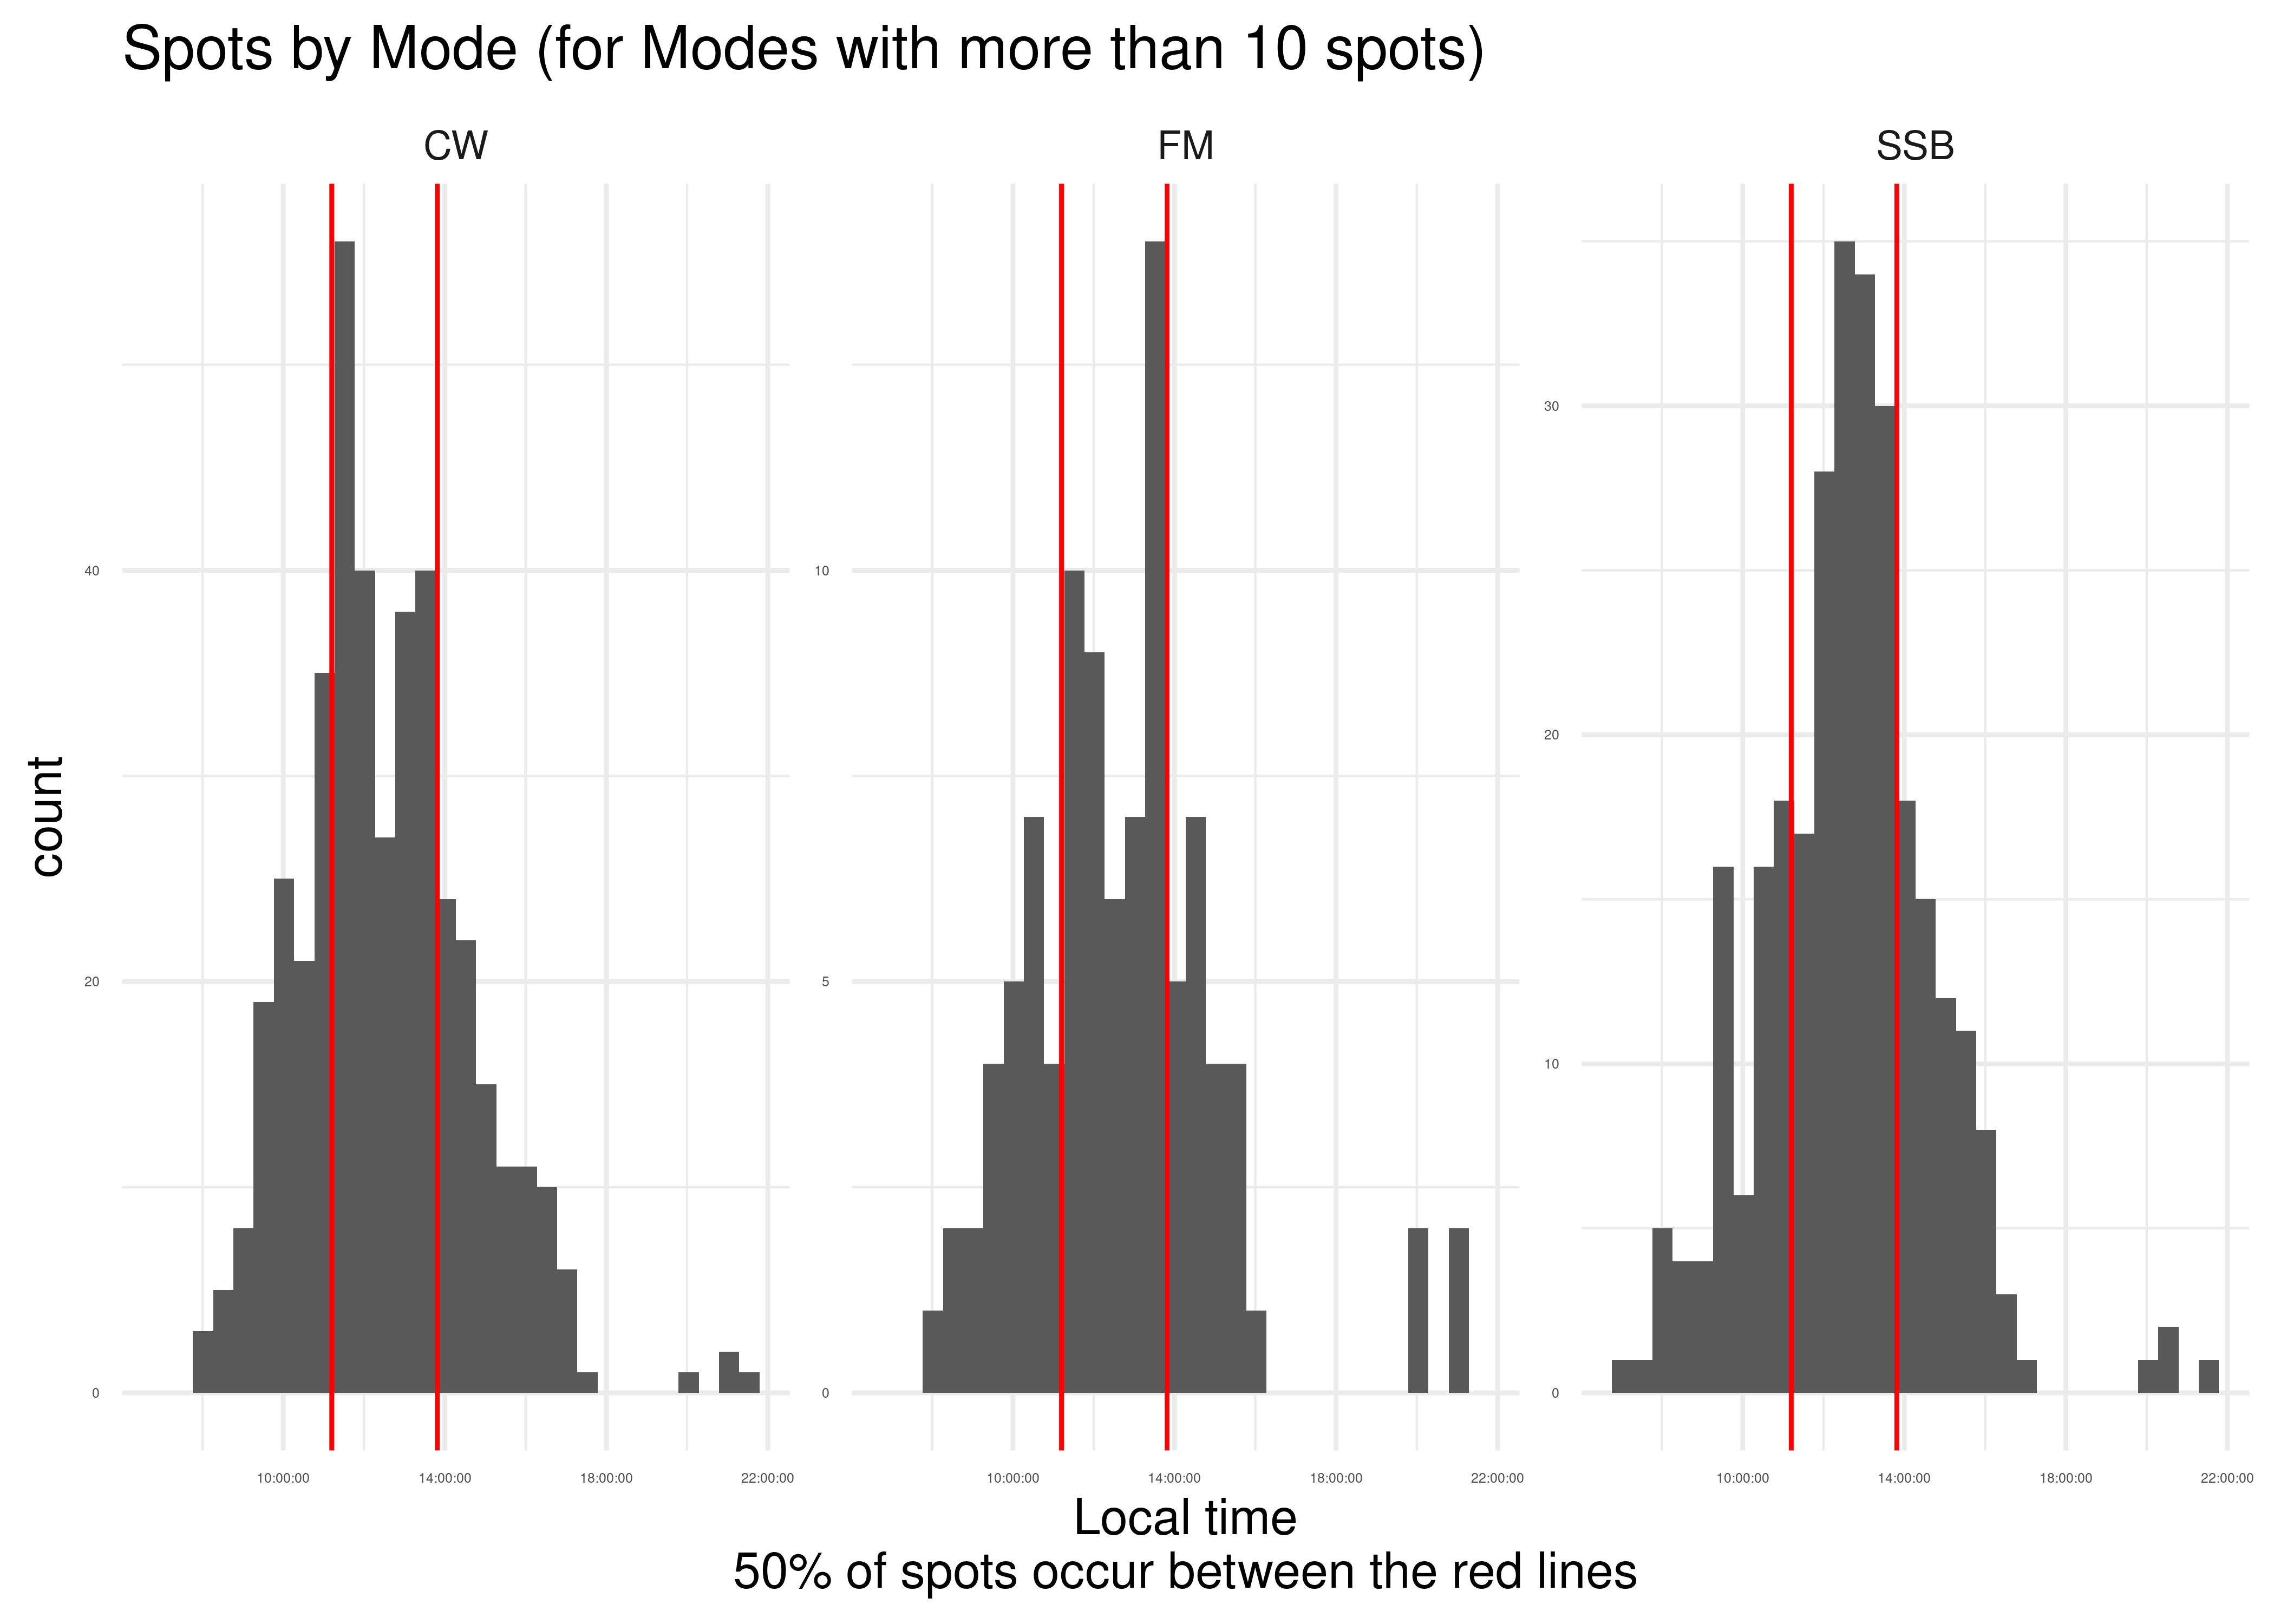 Spots by Mode (for Modes with more than 10 spots)
CW
FM
SSB
count
40
20
0
10
5
0
30
20
10
0
10:00:00 14:00:00 18:00:00 22:00:00
10:00:00 14:00:00 18:00:00 22:00:00
10:00:00 14:00:00 18:00:00 22:00:00
Local time
50% of spots occur between the red lines